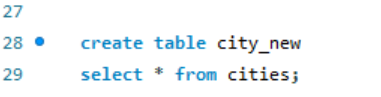 27
28 create table city_new
29 select * from cities;